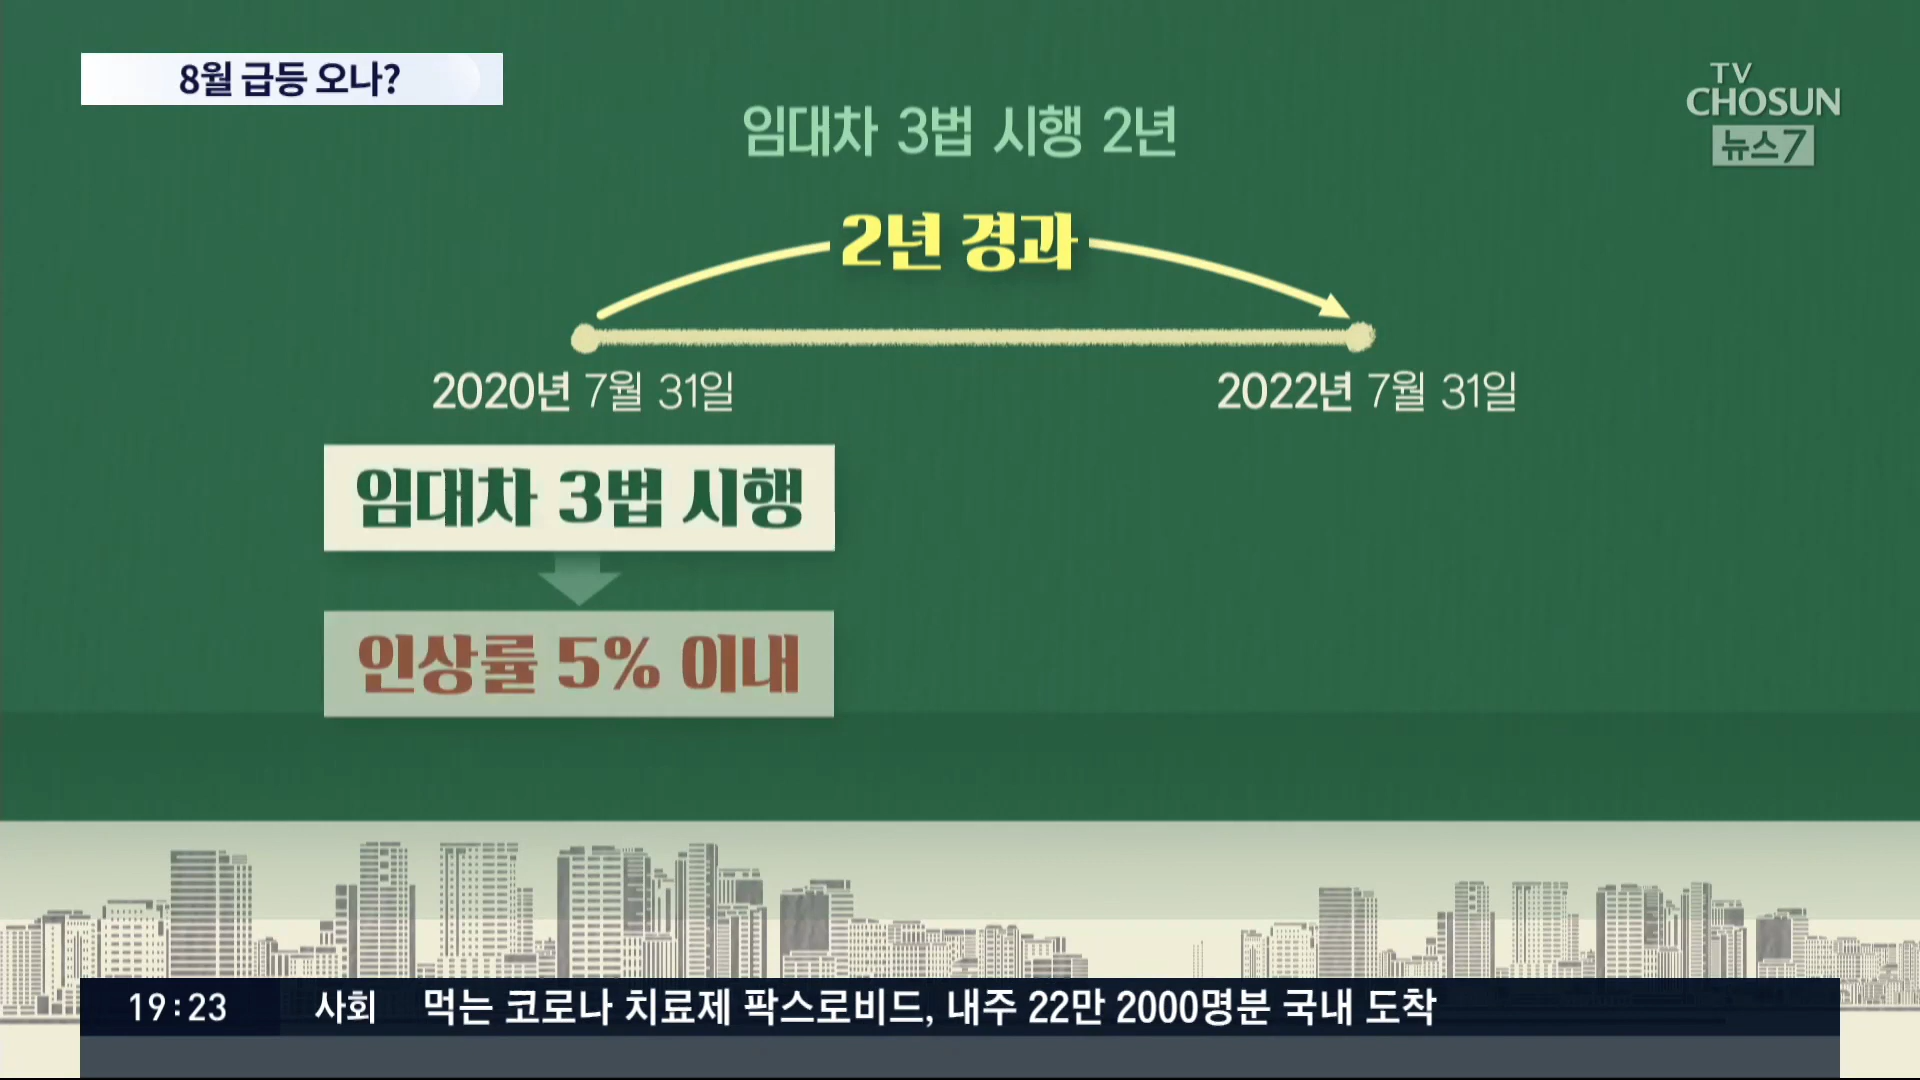 8월 급등 오나?
TV
CHOSUN
뉴스7
임대차 3법 시행 2년
2년 경과
2020년 7월 31일
2022년 7월 31일
임대차 3법 시행
인상률 5% 이내
19:23 사회 먹는 코로나 치료제 팍스로비드, 내주 22만 2000명분 국내 도착